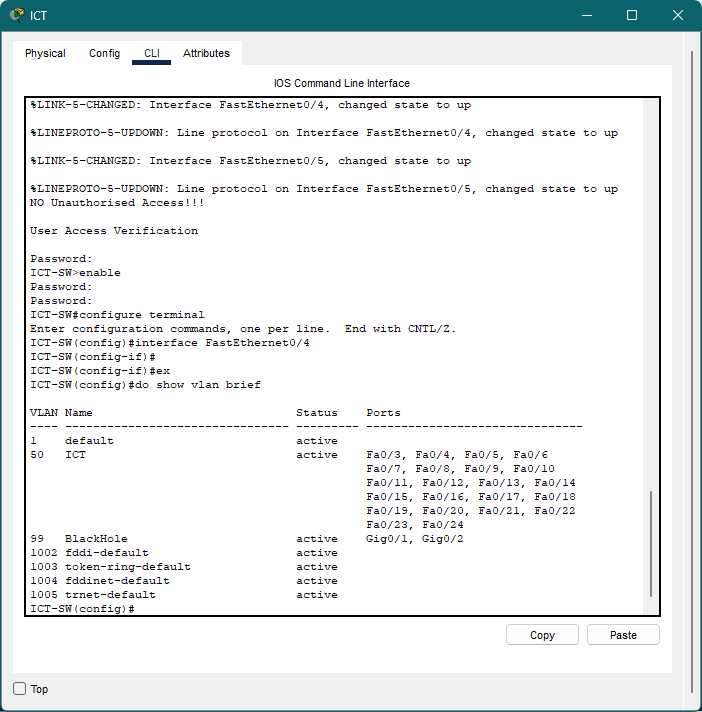 ICT
Physical Config CLI Attributes
IOS Command Line Interface
%LINK-5-CHANGED: Interface FastEthernet0/4, changed state to up
%LINEPROTO-5-UPDOWN: Line protocol on Interface FastEthernet0/4, changed state to up
%LINK-5-CHANGED: Interface FastEthernet0/5, changed state to up
%LINEPROTO-5-UPDOWN: Line protocol on Interface FastEthernet0/5, changed state to up
NO Unauthorised Access!!!
User Access Verification
Password:
ICT-SW>enable
Password:
Password:
ICT-SW#configure terminal
Enter configuration commands, one per line.  End with CNTL/Z.
ICT-SW(config)#interface FastEthernet0/4
ICT-SW(config-if)#
ICT-SW(config-if)#ex
ICT-SW(config)#do show vlan brief
VLAN Name                             Status    Ports
---- -------------------------------- --------- -------------------------------
1    default                          active
50   ICT                              active    Fa0/3, Fa0/4, Fa0/5, Fa0/6
                                                Fa0/7, Fa0/8, Fa0/9, Fa0/10
                                                Fa0/11, Fa0/12, Fa0/13, Fa0/14
                                                Fa0/15, Fa0/16, Fa0/17, Fa0/18
                                                Fa0/19, Fa0/20, Fa0/21, Fa0/22
                                                Fa0/23, Fa0/24
99   BlackHole                        active    Gig0/1, Gig0/2
1002 fddi-default                     active
1003 token-ring-default               active
1004 fddinet-default                  active
1005 trnet-default                    active
ICT-SW(config)#
Copy Paste
Top